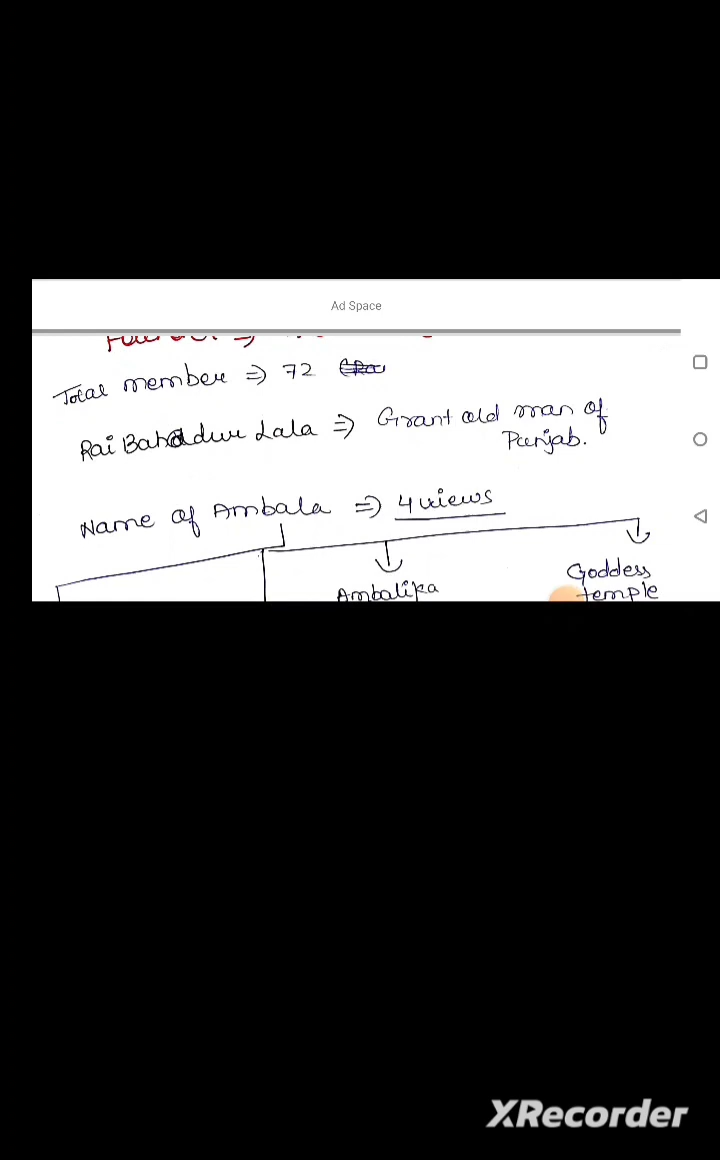 Ad Space
Total member => 72
Rai Bahadur Lala => Grant old man of
Punjab.
Name of Ambala => 4 views
Ambalika
Goddess
temple
XRecorder